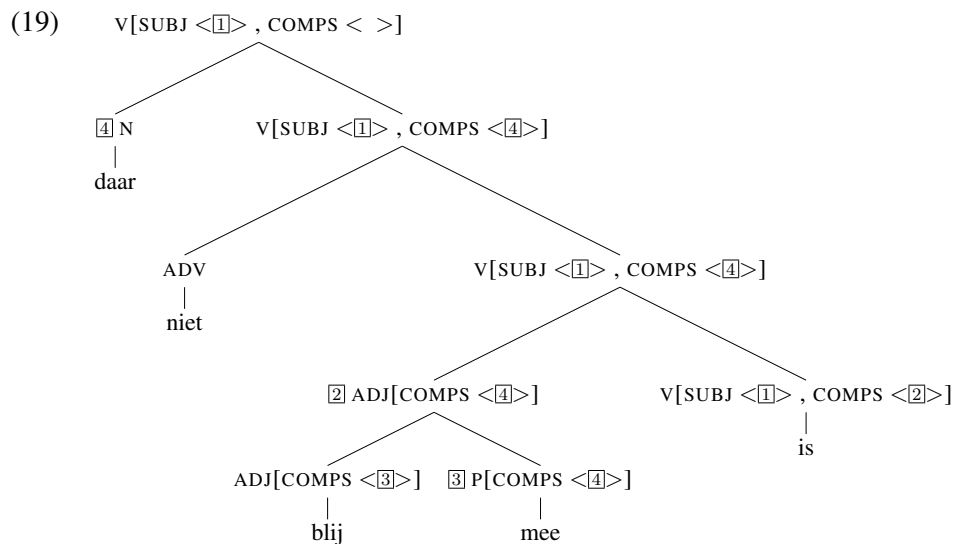 (19) V[SUBJ <1> , COMPS < >]
4 N V[SUBJ <1> , COMPS <4>]
daar
ADV V[SUBJ <1> , COMPS <4>]
niet
2 ADJ[COMPS <4>] V[SUBJ <1> , COMPS <2>]
is
ADJ[COMPS <3>] 3 P[COMPS <4>]
blij mee